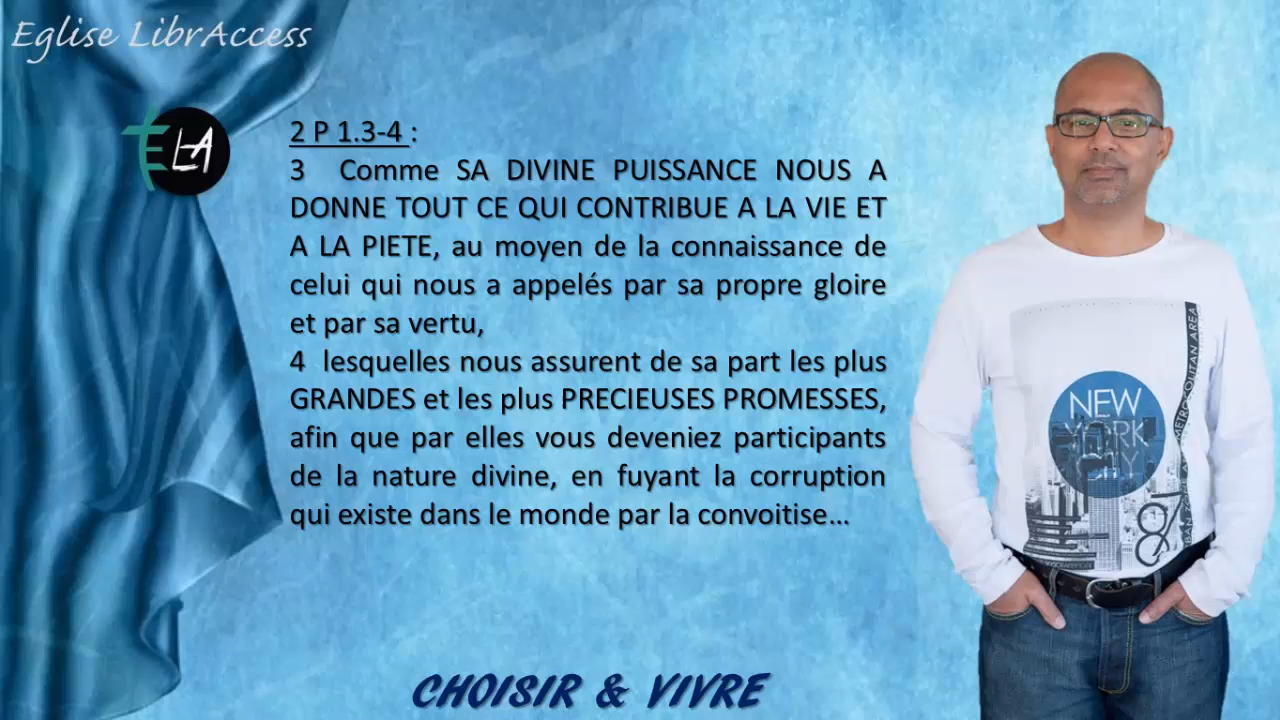 Eglise LibrAccess
ELA
2 P 1.3-4 :
3 Comme SA DIVINE PUISSANCE NOUS A
DONNE TOUT CE QUI CONTRIBUE A LA VIE ET
A LA PIETE, au moyen de la connaissance de
celui qui nous a appelés par sa propre gloire
et par sa vertu,
4 lesquelles nous assurent de sa part les plus
GRANDES et les plus PRECIEUSES PROMESSES,
afin que par elles vous deveniez participants
de la nature divine, en fuyant la corruption
qui existe dans le monde par la convoitise…
METROPOLITAN AREA
NEW
YORK
CITY
87
CHOISIR & VIVRE